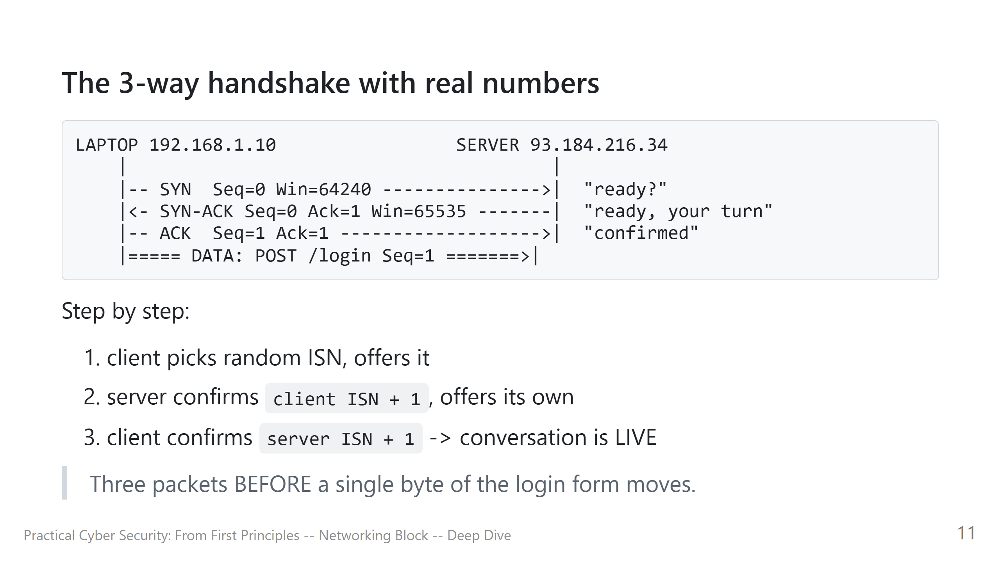 The 3-way handshake with real numbers
LAPTOP 192.168.1.10                 SERVER 93.184.216.34
    |                                        |
    |-- SYN  Seq=0 Win=64240 --------------->|  "ready?"
    |<- SYN-ACK Seq=0 Ack=1 Win=65535 -------|  "ready, your turn"
    |-- ACK  Seq=1 Ack=1 ------------------->|  "confirmed"
    |===== DATA: POST /login Seq=1 =======>|
Step by step:
1. client picks random ISN, offers it
2. server confirms client ISN + 1, offers its own
3. client confirms server ISN + 1 -> conversation is LIVE
Three packets BEFORE a single byte of the login form moves.
Practical Cyber Security: From First Principles -- Networking Block -- Deep Dive
11